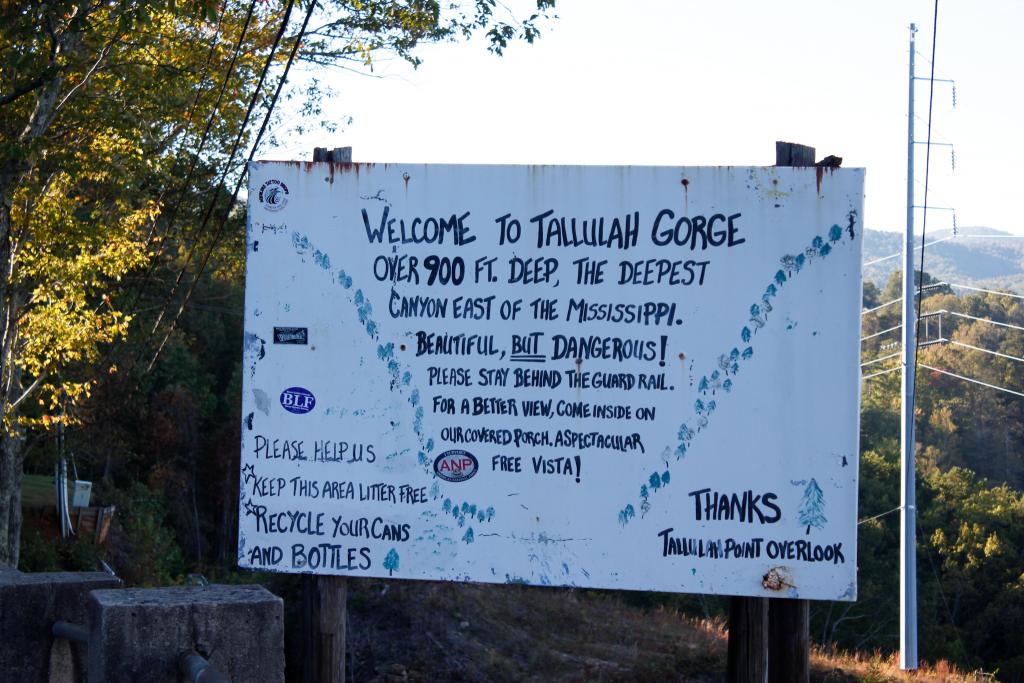 WELCOME TO TALLULAH GORGE
OVER 900 FT. DEEP, THE DEEPEST
CANYON EAST OF THE MISSISSIPPI.
BEAUTIFUL, BUT DANGEROUS!
PLEASE STAY BEHIND THE GUARD RAIL.
FOR A BETTER VIEW, COME INSIDE ON
OUR COVERED PORCH. A SPECTACULAR
FREE VISTA!
BLF
ANP
PLEASE HELP US
KEEP THIS AREA LITTER FREE
RECYCLE YOUR CANS
AND BOTTLES
THANKS
TALLULAH POINT OVERLOOK